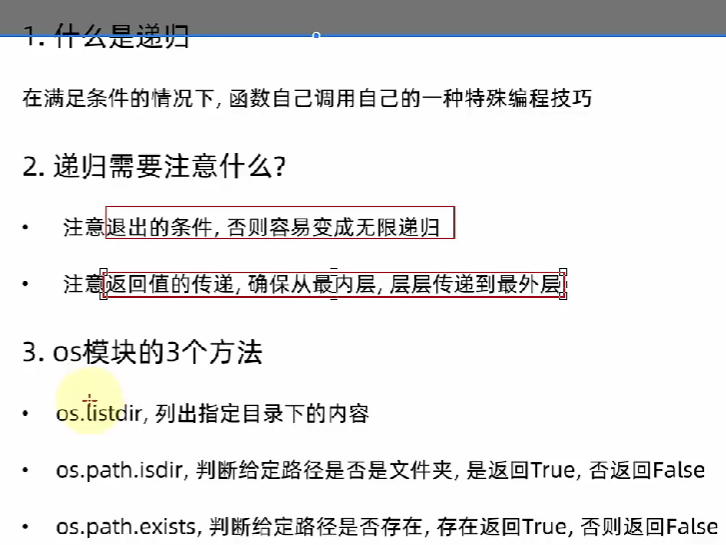 1. 什么是递归
在满足条件的情况下, 函数自己调用自己的一种特殊编程技巧
2. 递归需要注意什么?
• 注意退出的条件, 否则容易变成无限递归
• 注意返回值的传递, 确保从最内层, 层层传递到最外层
3. os模块的3个方法
• os.listdir, 列出指定目录下的内容
• os.path.isdir, 判断给定路径是否是文件夹, 是返回True, 否返回False
• os.path.exists, 判断给定路径是否存在, 存在返回True, 否则返回False